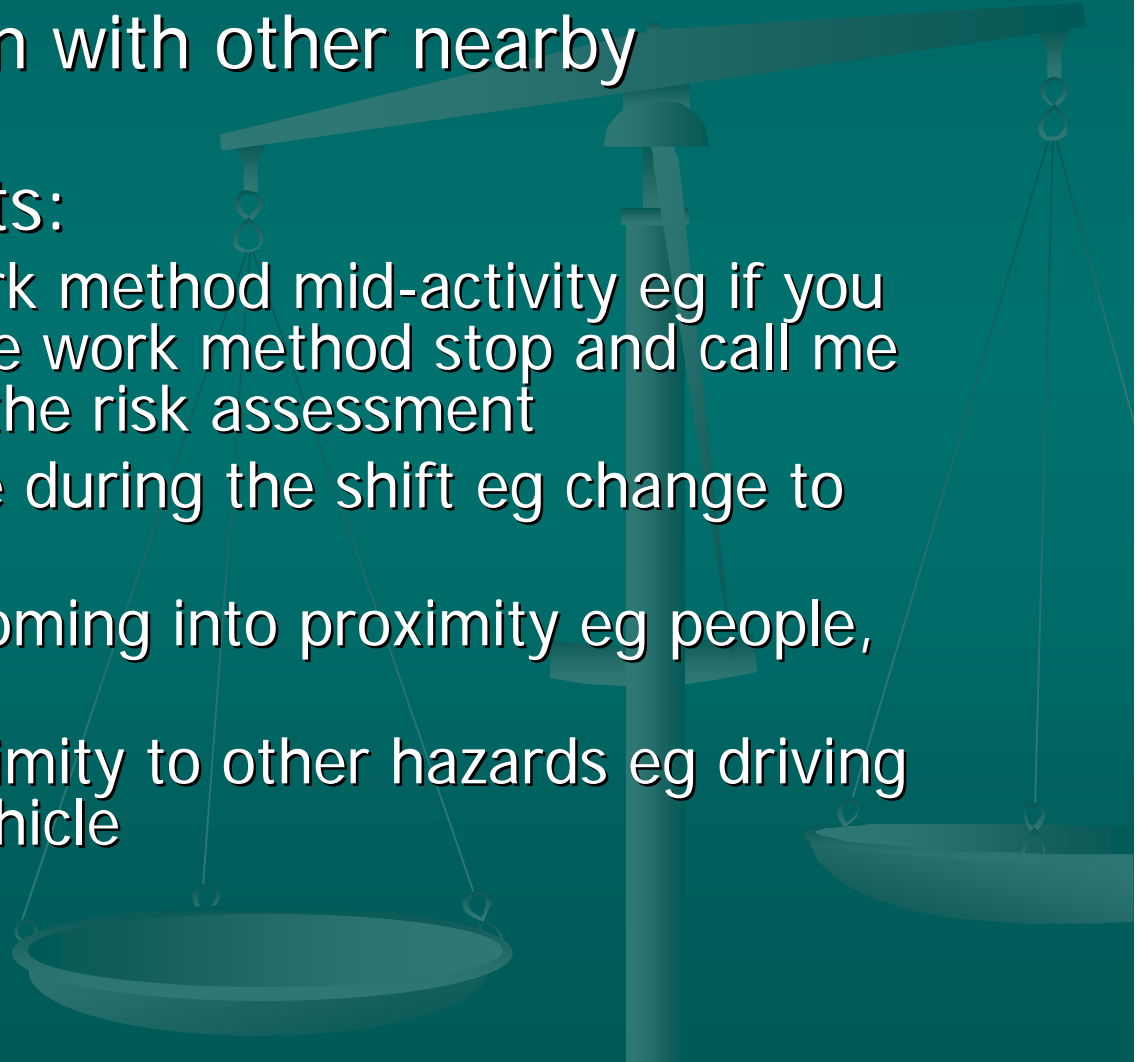 n with other nearby
ts:
rk method mid-activity eg if you
e work method stop and call me
the risk assessment
e during the shift eg change to
oming into proximity eg people,
imity to other hazards eg driving
hicle